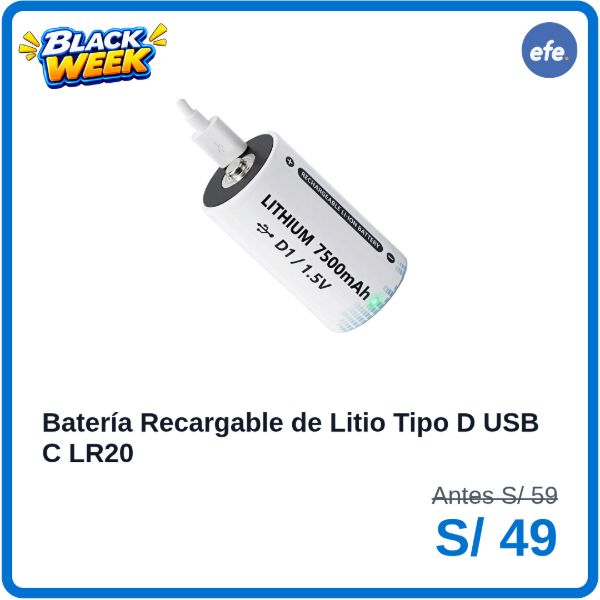 BLACK
WEEK
efe.
RECHARGEABLE LI-ION BATTERY
LITHIUM 7500mAh
D1 / 1.5V
Batería Recargable de Litio Tipo D USB
C LR20
Antes S/ 59
S/ 49